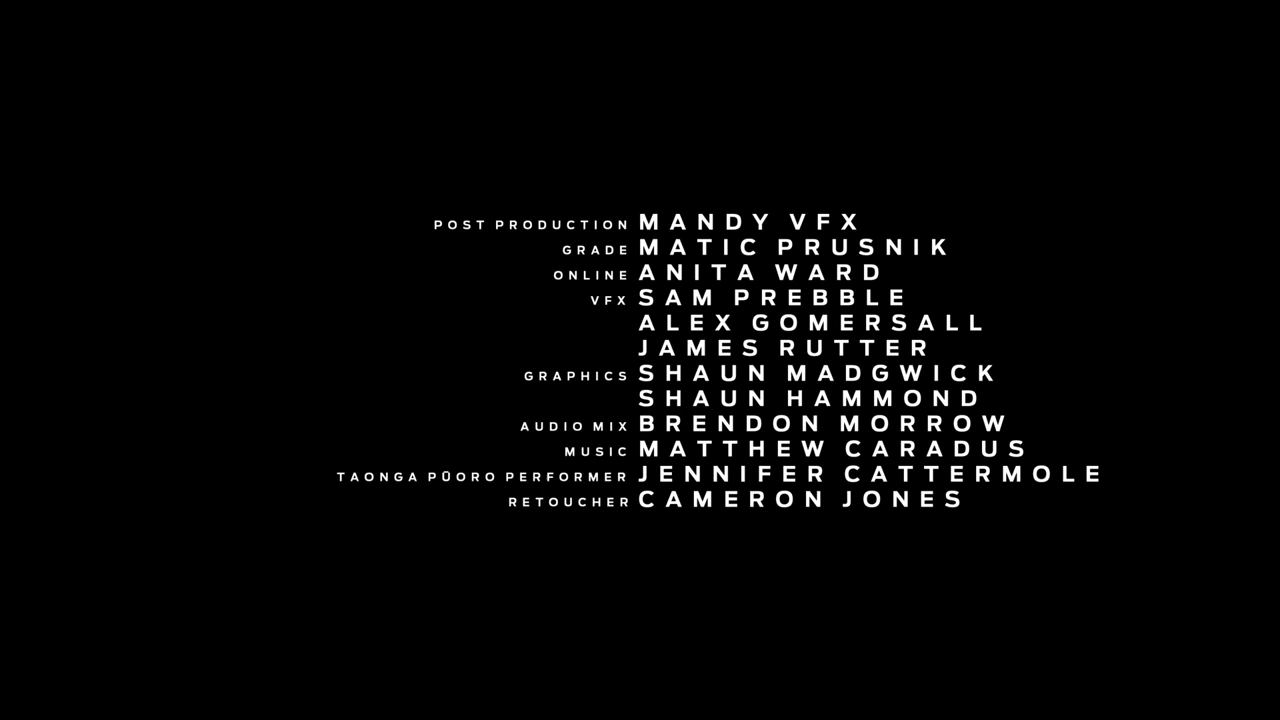 POST PRODUCTION MANDY VFX
GRADE MATIC PRUSNIK
ONLINE ANITA WARD
VFX SAM PREBBLE
ALEX GOMERSALL
JAMES RUTTER
GRAPHICS SHAUN MADGWICK
SHAUN HAMMOND
AUDIO MIX BRENDON MORROW
MUSIC MATTHEW CARADUS
TAONGA PŪORO PERFORMER JENNIFER CATTERMOLE
RETOUCHER CAMERON JONES